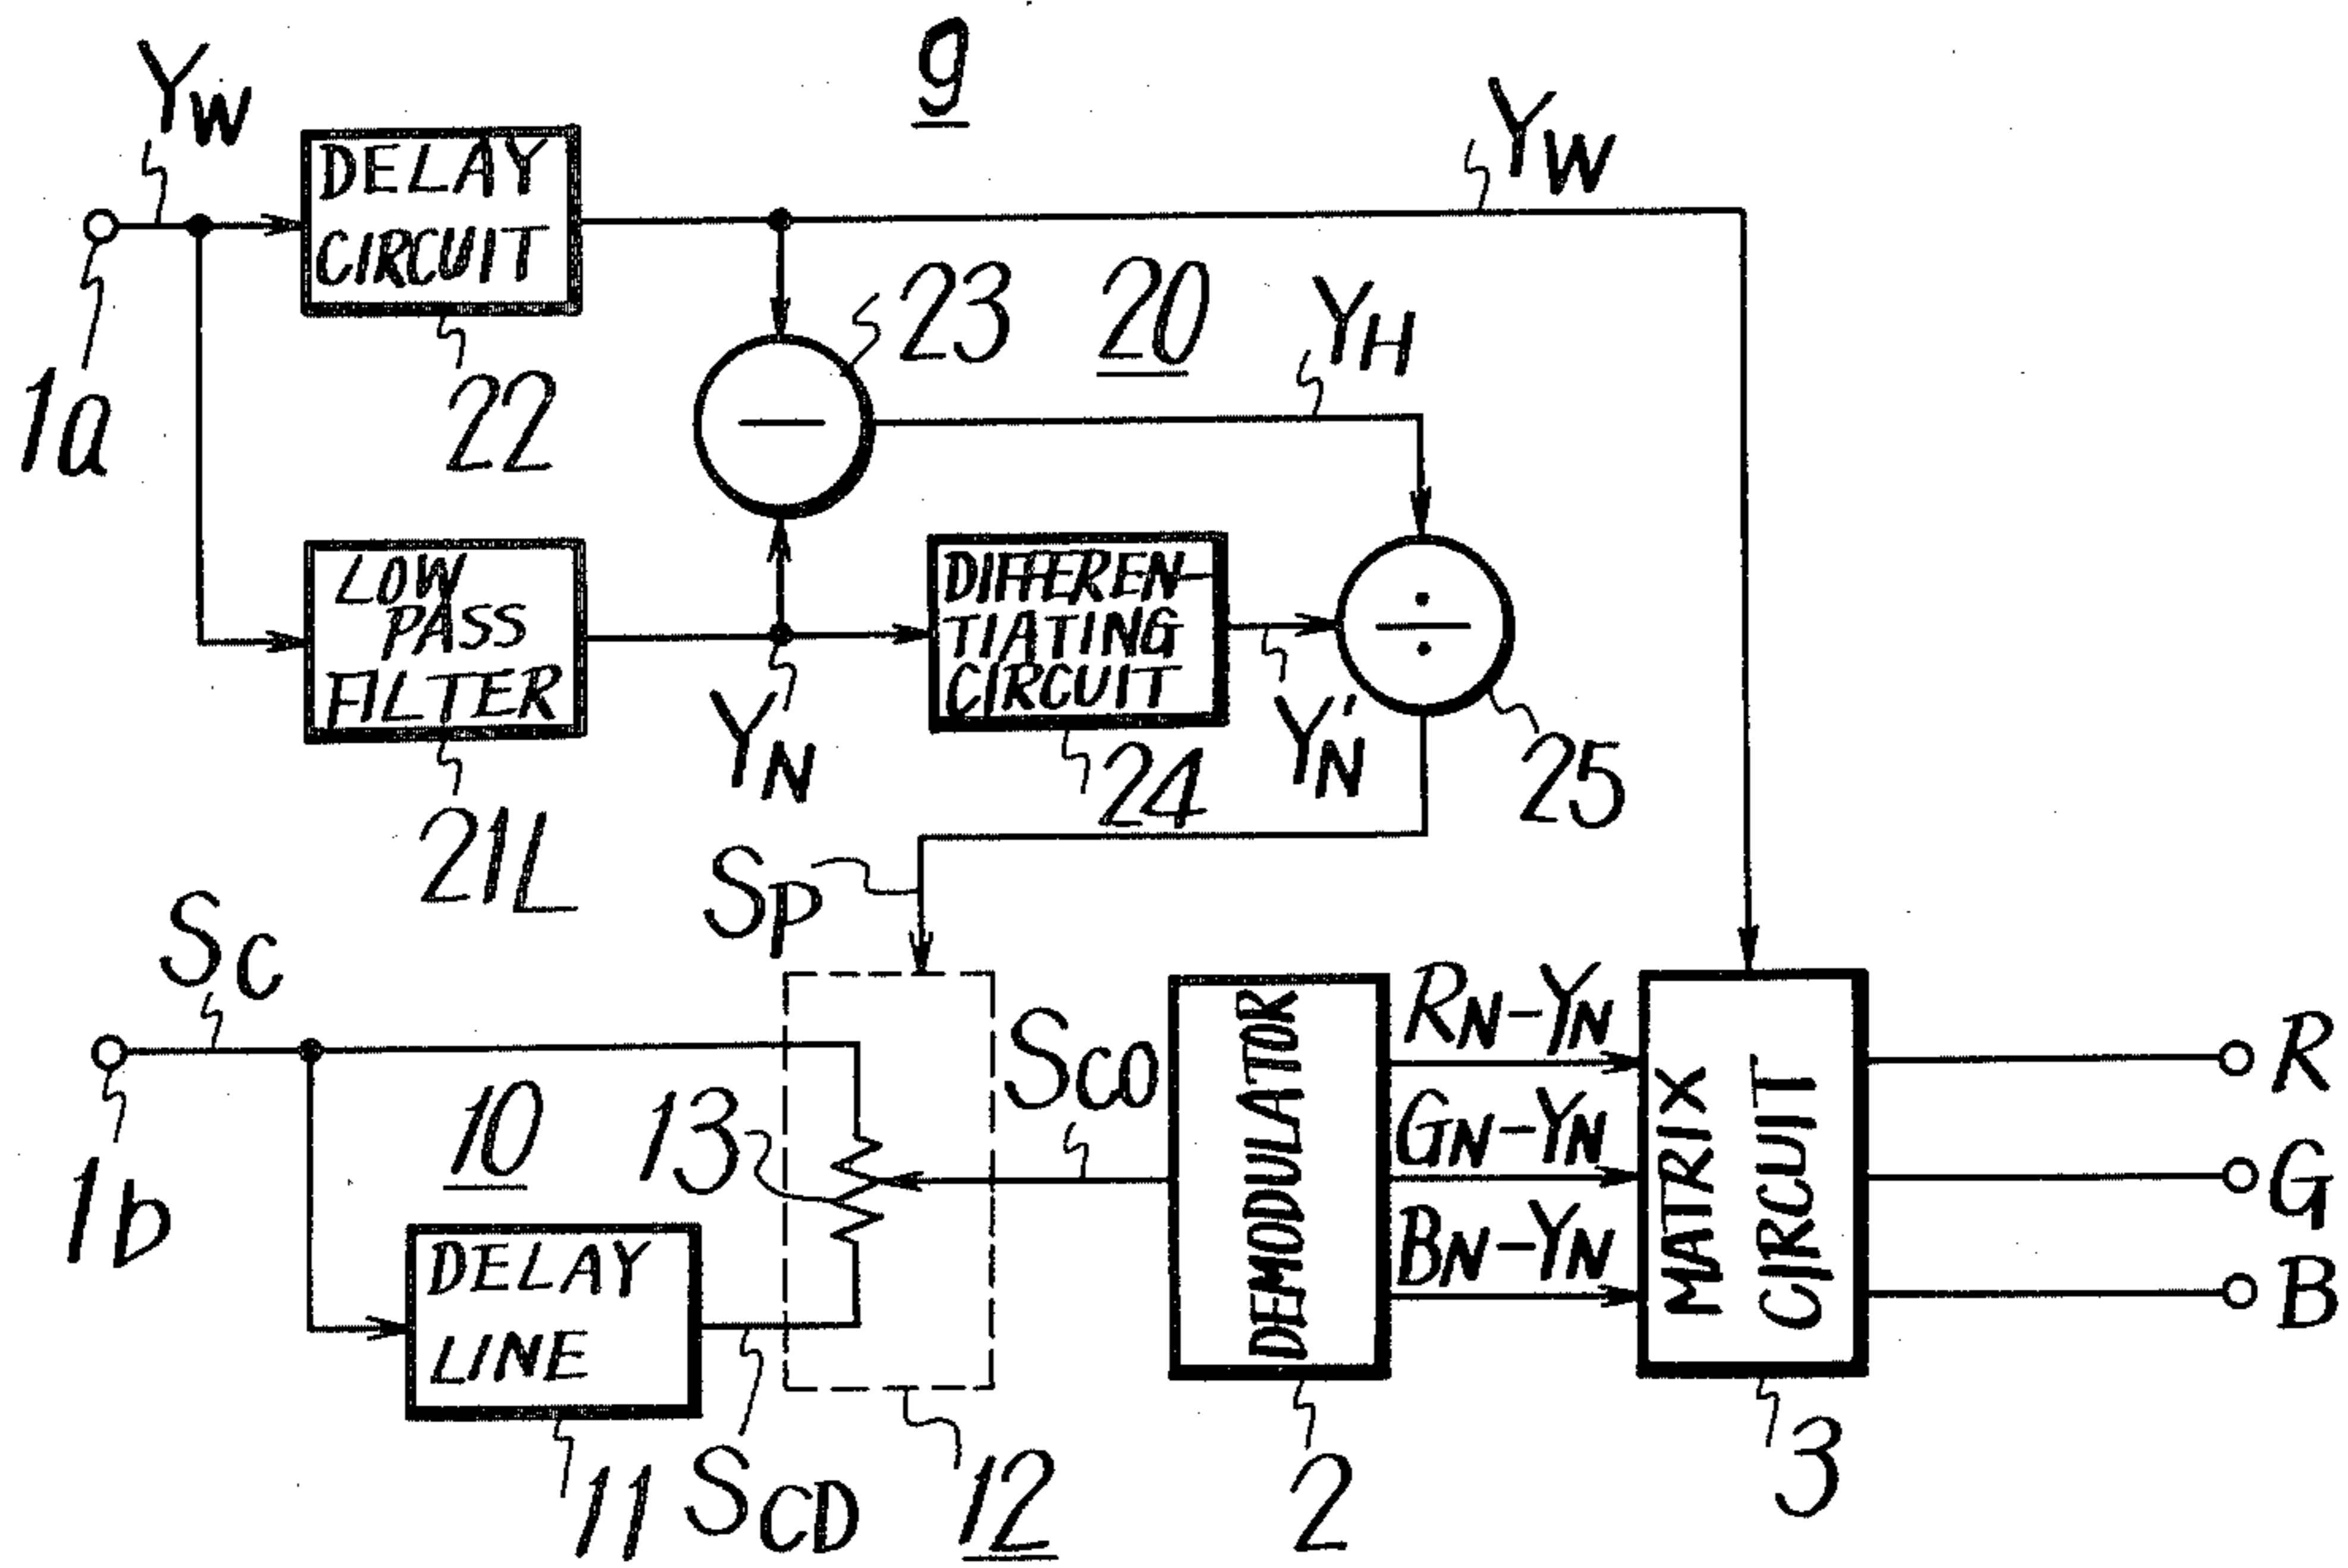 9
YW
YW
DELAY
CIRCUIT
1a
22
23
20
YH
LOW
PASS
FILTER
DIFFEREN-
TIATING
CIRCUIT
YN
Y'N
24
25
21L
SP
SC
1b
10
13
SCO
DEMODULATOR
RN-YN
GN-YN
BN-YN
MATRIX
CIRCUIT
R
G
B
DELAY
LINE
11
SCD
12
2
3